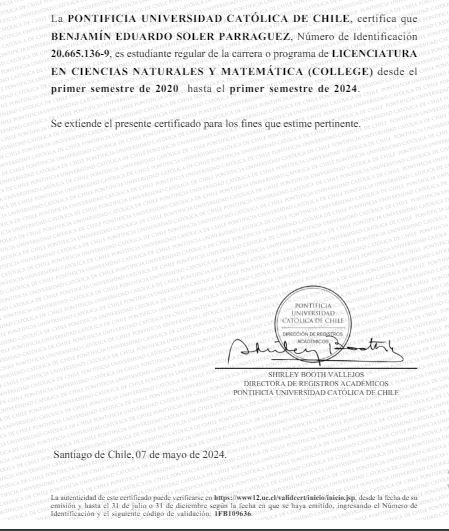 La PONTIFICIA UNIVERSIDAD CATÓLICA DE CHILE, certifica que
BENJAMÍN EDUARDO SOLER PARRAGUEZ, Número de Identificación
20.665.136-9, es estudiante regular de la carrera o programa de LICENCIATURA
EN CIENCIAS NATURALES Y MATEMÁTICA (COLLEGE) desde el
primer semestre de 2020 hasta el primer semestre de 2024.
Se extiende el presente certificado para los fines que estime pertinente.
PONTIFICIA
UNIVERSIDAD
CATÓLICA DE CHILE
DIRECCIÓN DE REGISTROS
ACADÉMICOS
Shirley Booth V.
SHIRLEY BOOTH VALLEJOS
DIRECTORA DE REGISTROS ACADÉMICOS
PONTIFICIA UNIVERSIDAD CATÓLICA DE CHILE
Santiago de Chile, 07 de mayo de 2024.
La autenticidad de este certificado puede verificarse en https://www12.uc.cl/validcert/inicio/inicio.jsp, desde la fecha de su
emisión y hasta el 31 de julio o 31 de diciembre según la fecha en que se haya emitido, ingresando el Número de
Identificación y el siguiente código de validación: 1FB109636